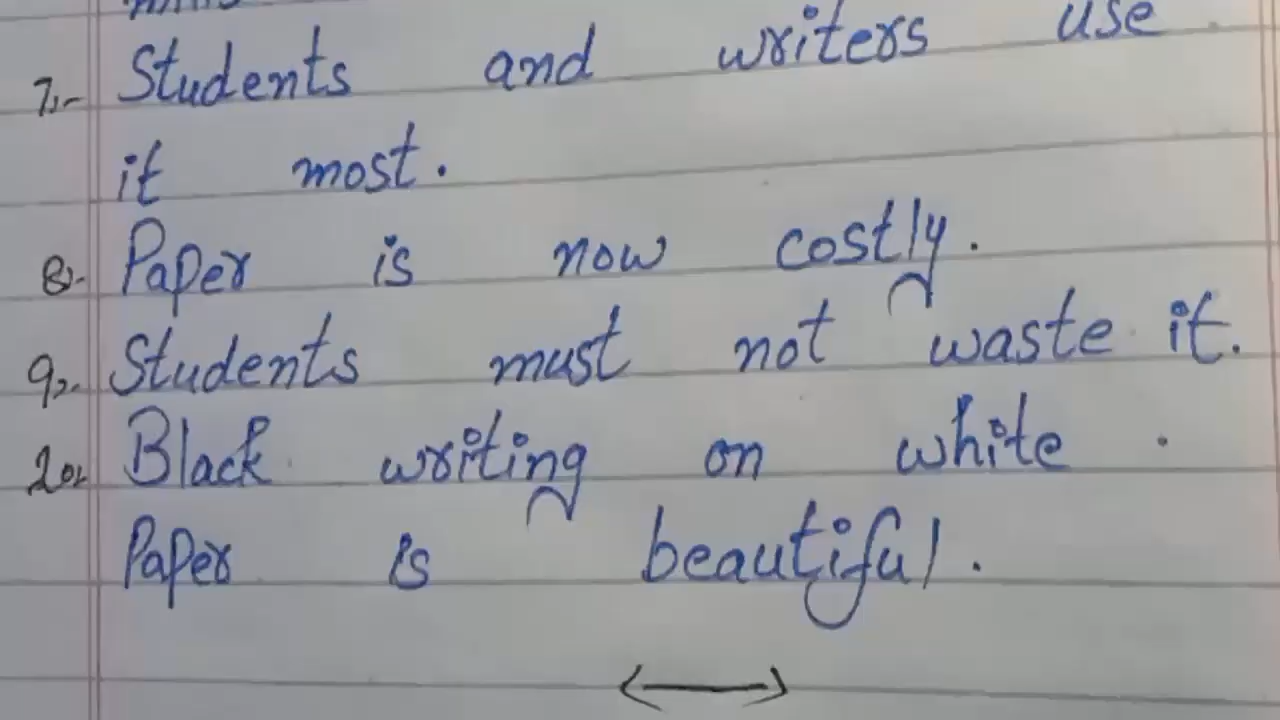 7:- Students and writers use
it most.
8:- Paper is now costly.
9:- Students must not waste it.
10:- Black writing on white
Paper is beautiful.